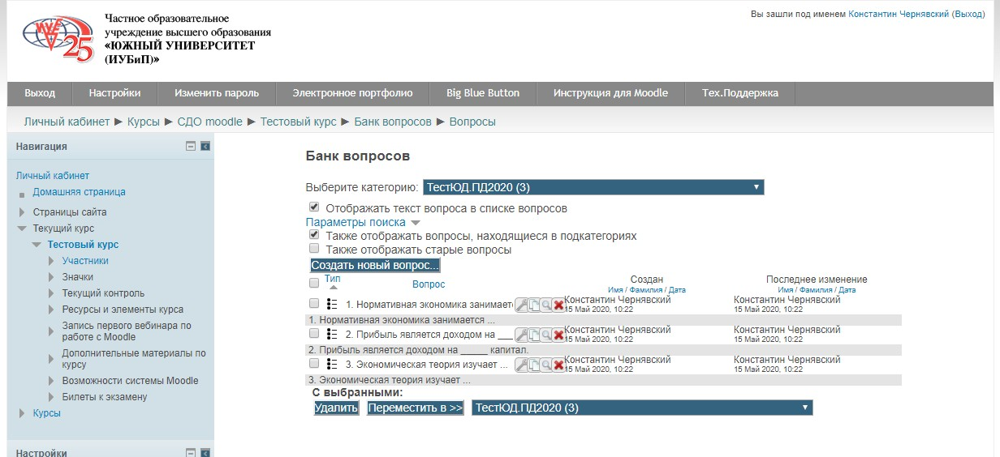 Частное образовательное
учреждение высшего образования
«ЮЖНЫЙ УНИВЕРСИТЕТ
(ИУБиП)»
25
Вы зашли под именем Константин Чернявский (Выход)
Выход Настройки Изменить пароль Электронное портфолио Big Blue Button Инструкция для Moodle Тех.Поддержка
Личный кабинет ► Курсы ► СДО moodle ► Тестовый курс ► Банк вопросов ► Вопросы
Навигация
Личный кабинет
Домашняя страница
Страницы сайта
Текущий курс
Тестовый курс
Участники
Значки
Текущий контроль
Ресурсы и элементы курса
Запись первого вебинара по
работе с Moodle
Дополнительные материалы по
курсу
Возможности системы Moodle
Билеты к экзамену
Курсы
Настройки
Банк вопросов
Выберите категорию: ТестЮД.ПД2020 (3)
Отображать текст вопроса в списке вопросов
Параметры поиска
Также отображать вопросы, находящиеся в подкатегориях
Также отображать старые вопросы
Создать новый вопрос...
Тип Вопрос Создан Последнее изменение
Имя / Фамилия / Дата Имя / Фамилия / Дата
1. Нормативная экономика занимает Константин Чернявский Константин Чернявский
15 Май 2020, 10:22 15 Май 2020, 10:22
1. Нормативная экономика занимается ...
2. Прибыль является доходом на ___ Константин Чернявский Константин Чернявский
15 Май 2020, 10:22 15 Май 2020, 10:22
2. Прибыль является доходом на _____ капитал.
3. Экономическая теория изучает ... Константин Чернявский Константин Чернявский
15 Май 2020, 10:22 15 Май 2020, 10:22
3. Экономическая теория изучает ...
С выбранными:
Удалить Переместить в >> ТестЮД.ПД2020 (3)